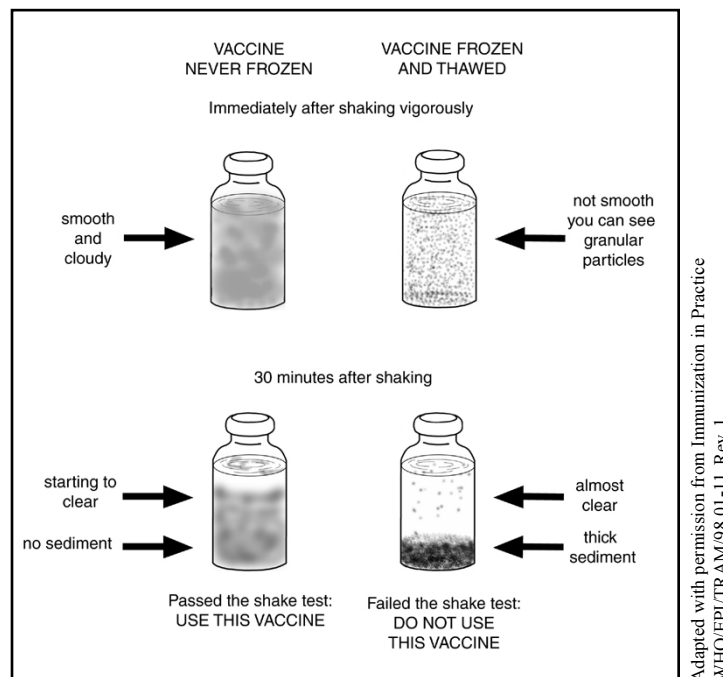 VACCINE
NEVER FROZEN
VACCINE FROZEN
AND THAWED
Immediately after shaking vigorously
smooth
and
cloudy
not smooth
you can see
granular
particles
30 minutes after shaking
starting to
clear
no sediment
almost
clear
thick
sediment
Passed the shake test:
USE THIS VACCINE
Failed the shake test:
DO NOT USE
THIS VACCINE
Adapted with permission from Immunization in Practice
WHO/EPI/TRAM/98.01-11 Rev. 1